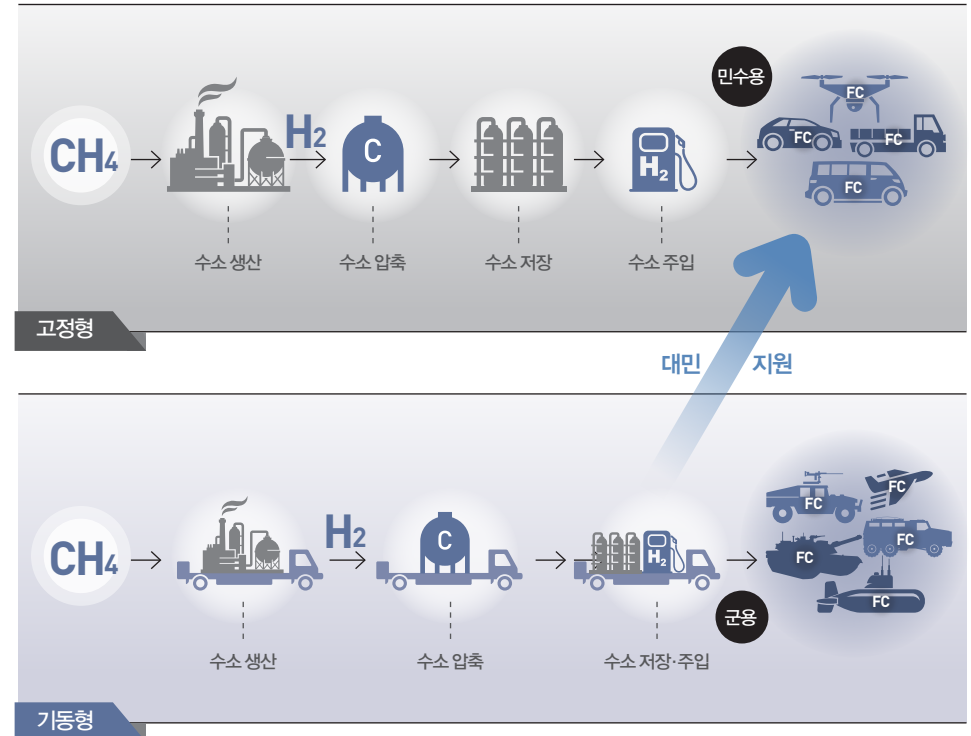 민수용
FC
FC
FC
FC
CH4
H2
C
H2
수소 생산
수소 압축
수소 저장
수소 주입
고정형
대민 지원
CH4
H2
C
H2
FC
FC
FC
FC
FC
군용
수소 생산
수소 압축
수소 저장·주입
기동형